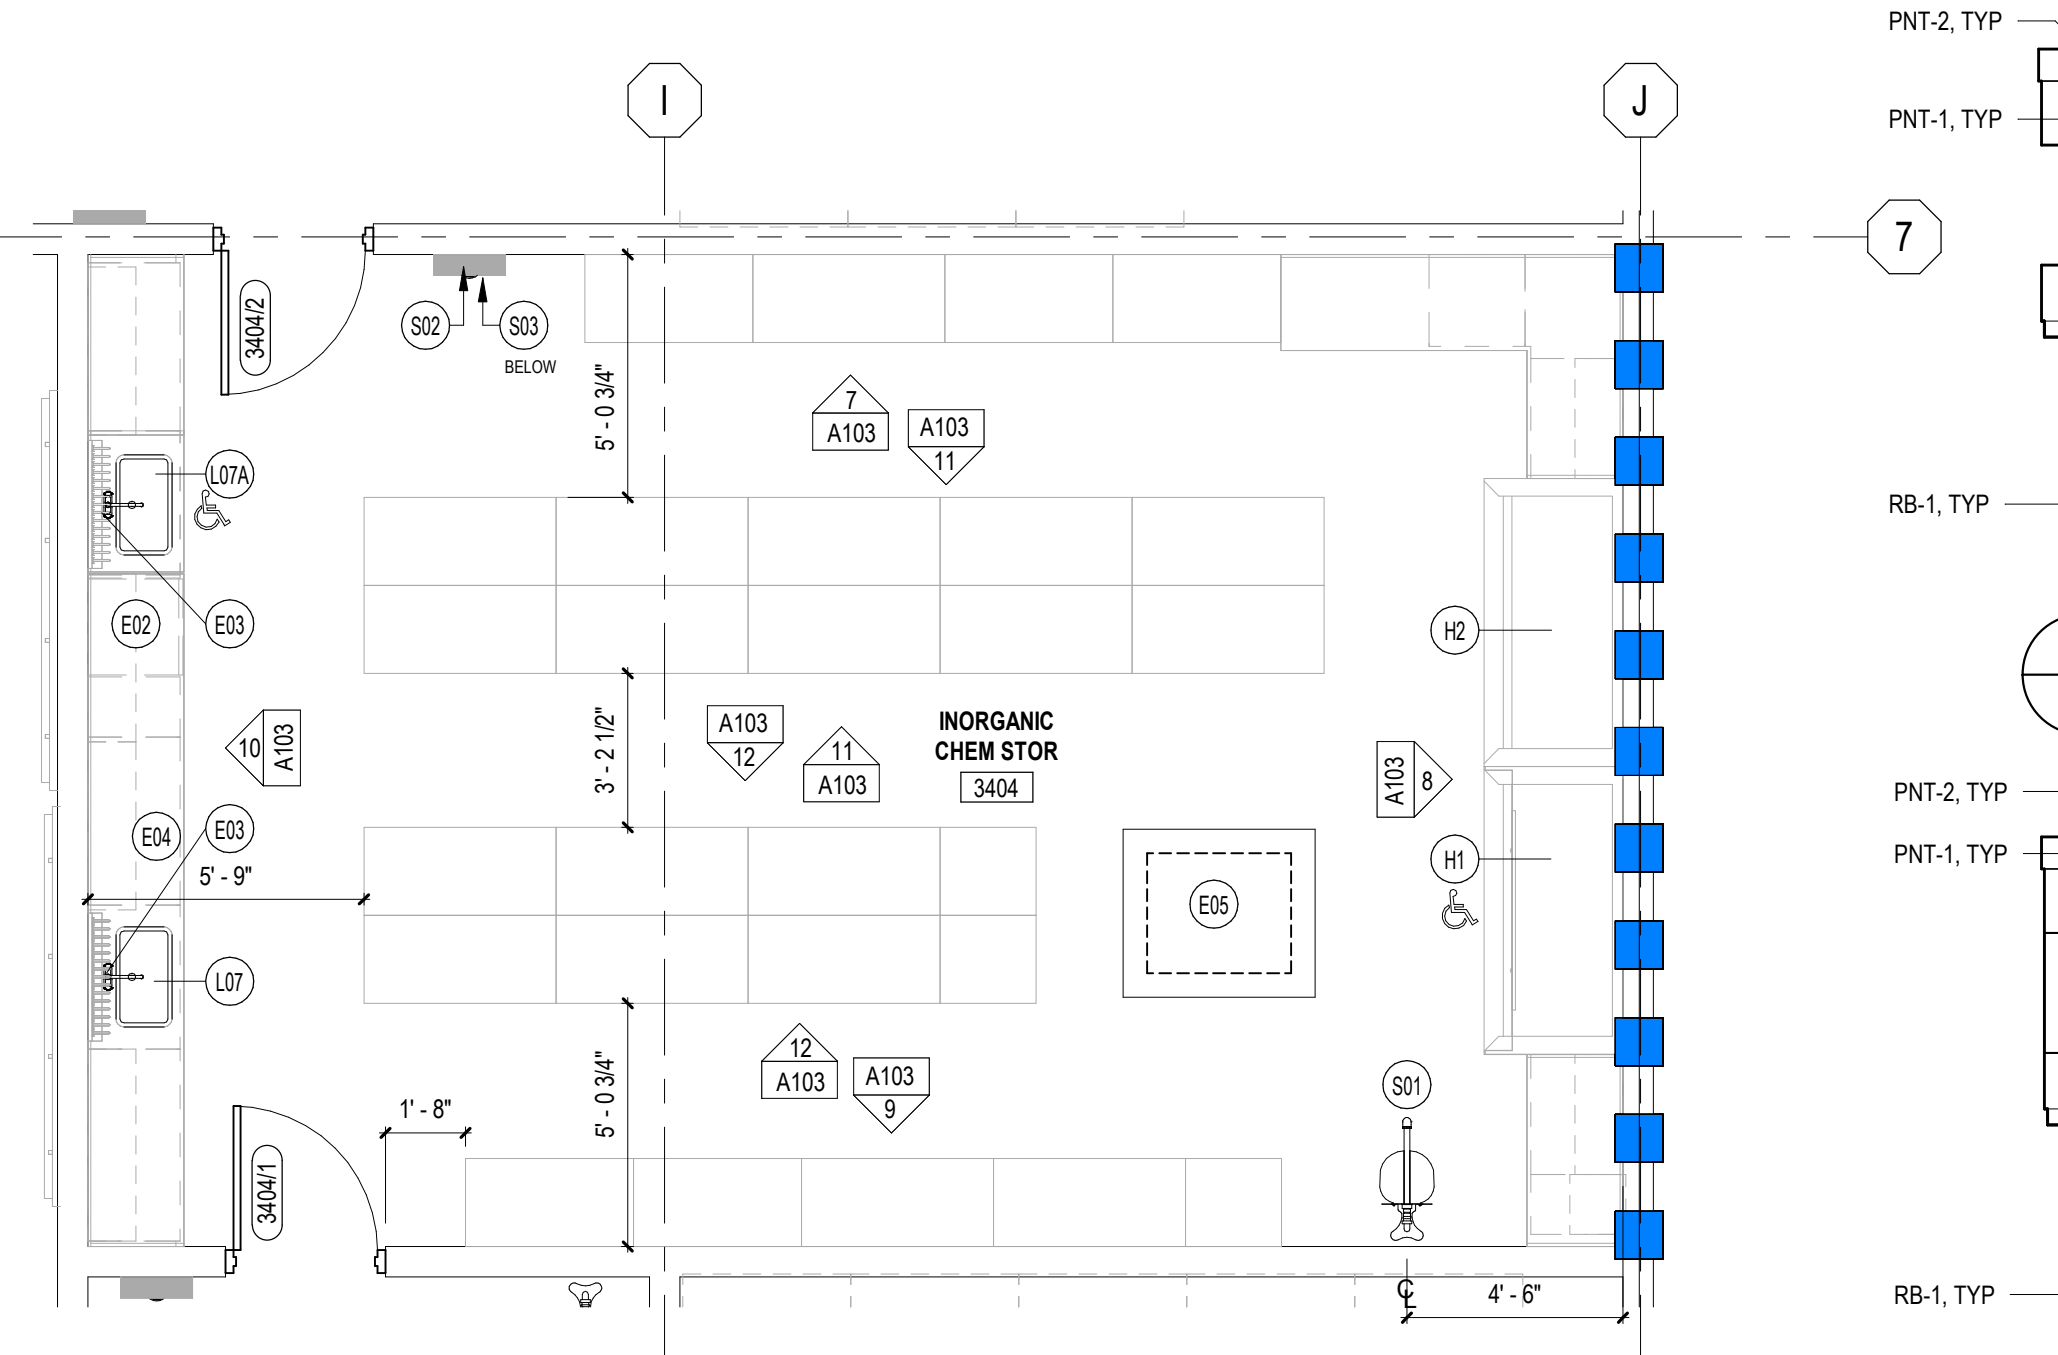 PNT-2, TYP
I
J
PNT-1, TYP
7
3404/2
S02
S03
BELOW
5' - 0 3/4"
7
A103
A103
11
L07A
RB-1, TYP
E02
E03
H2
A103
12
11
A103
INORGANIC
CHEM STOR
3404
10
A103
3' - 2 1/2"
A103
8
PNT-2, TYP
E04
E03
PNT-1, TYP
H1
5' - 9"
E05
L07
12
A103
A103
9
S01
1' - 8"
5' - 0 3/4"
3404/1
CL
4' - 6"
RB-1, TYP